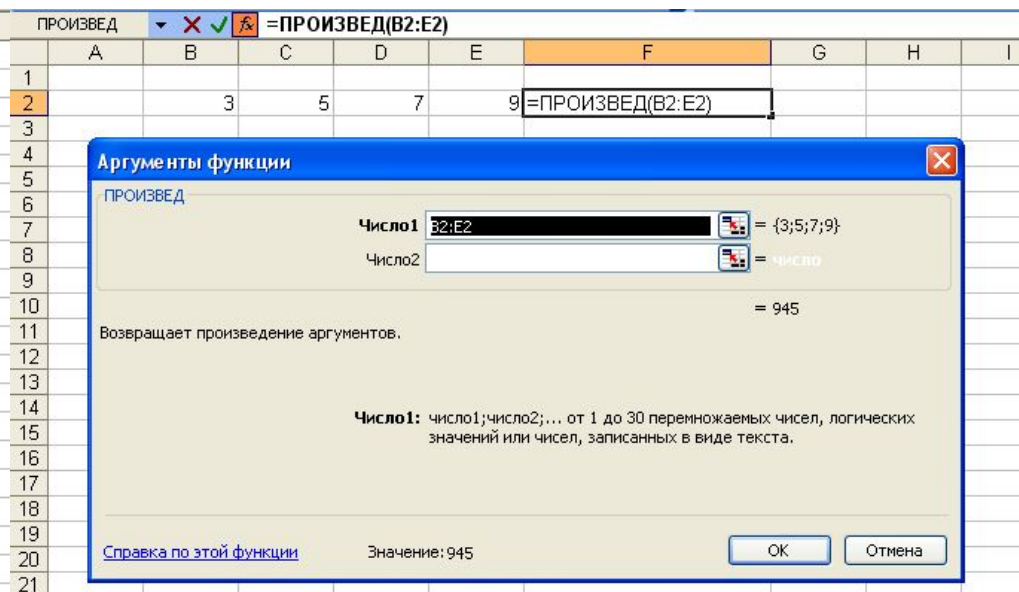 ПРОИЗВЕД =ПРОИЗВЕД(B2:E2)
A B C D E F G H I
1
2 3 5 7 9 =ПРОИЗВЕД(B2:E2)
3
4
Аргументы функции
5
6 ПРОИЗВЕД
7 Число1 B2:E2 = {3;5;7;9}
8 Число2 = число
9
10 = 945
11 Возвращает произведение аргументов.
12
13
14 Число1: число1;число2;... от 1 до 30 перемножаемых чисел, логических
15 значений или чисел, записанных в виде текста.
16
17
18
19
20 Справка по этой функции Значение:945 ОК Отмена
21